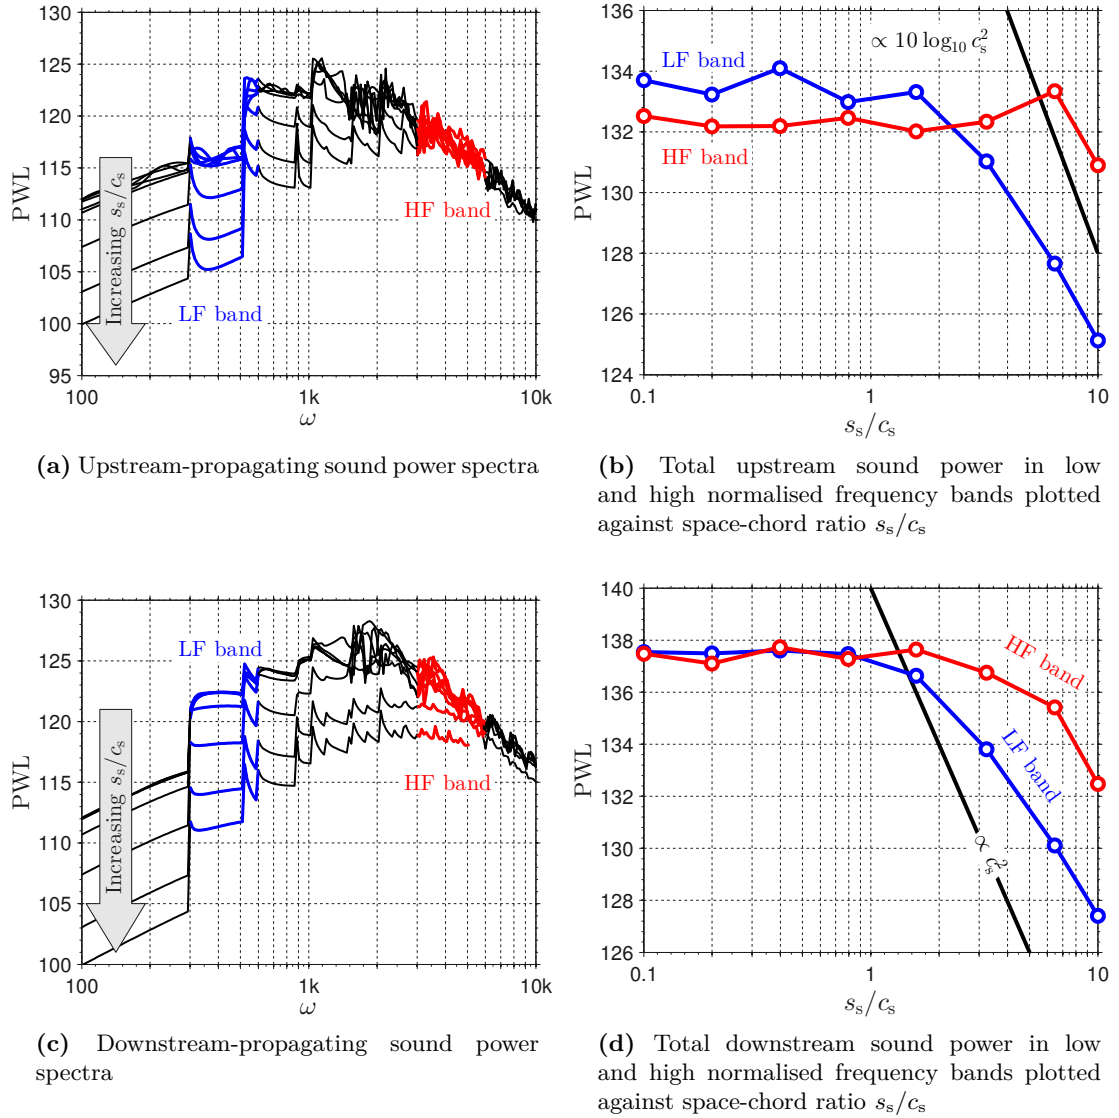 130
125
120
115
110
105
100
95
PWL
Increasing s_s/c_s
LF band
HF band
100
1k
10k
ω
(a) Upstream-propagating sound power spectra
136
134
132
130
128
126
124
PWL
∝ 10 log₁₀ c_s²
LF band
HF band
0.1
1
10
s_s/c_s
(b) Total upstream sound power in low
and high normalised frequency bands plotted
against space-chord ratio s_s/c_s
130
125
120
115
110
105
100
PWL
Increasing s_s/c_s
LF band
HF band
100
1k
10k
ω
(c) Downstream-propagating sound power
spectra
140
138
136
134
132
130
128
126
PWL
HF band
LF band
∝ c_s²
0.1
1
10
s_s/c_s
(d) Total downstream sound power in low
and high normalised frequency bands plotted
against space-chord ratio s_s/c_s